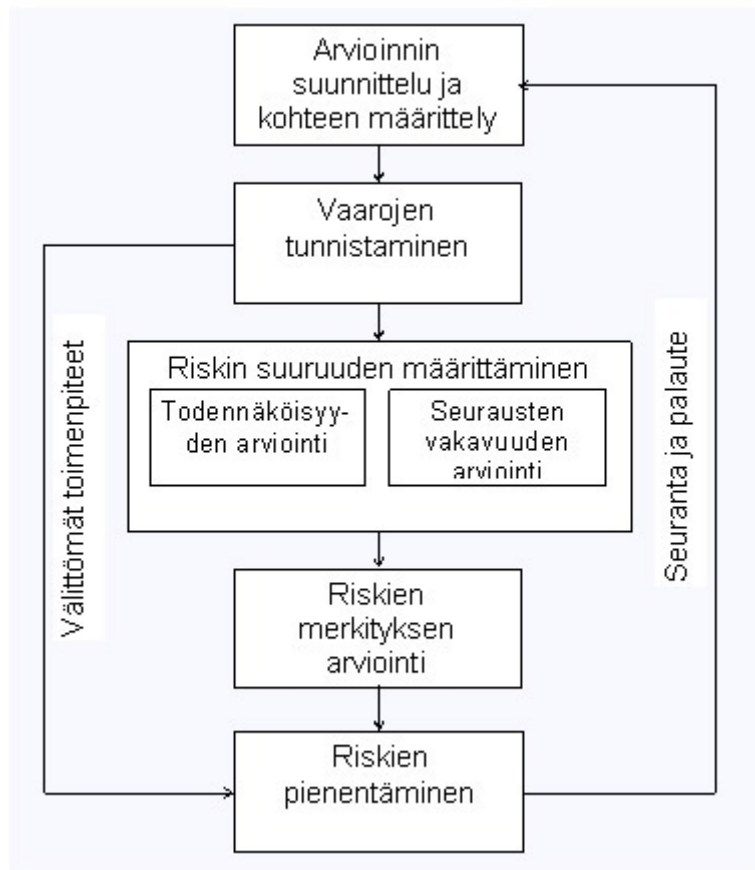 Arvioinnin
suunnittelu ja
kohteen määrittely
Vaarojen
tunnistaminen
Riskin suuruuden määrittäminen
Todennäköisyy-
den arviointi
Seurausten
vakavuuden
arviointi
Riskien
merkityksen
arviointi
Riskien
pienentäminen
Välittömät toimenpiteet
Seuranta ja palaute